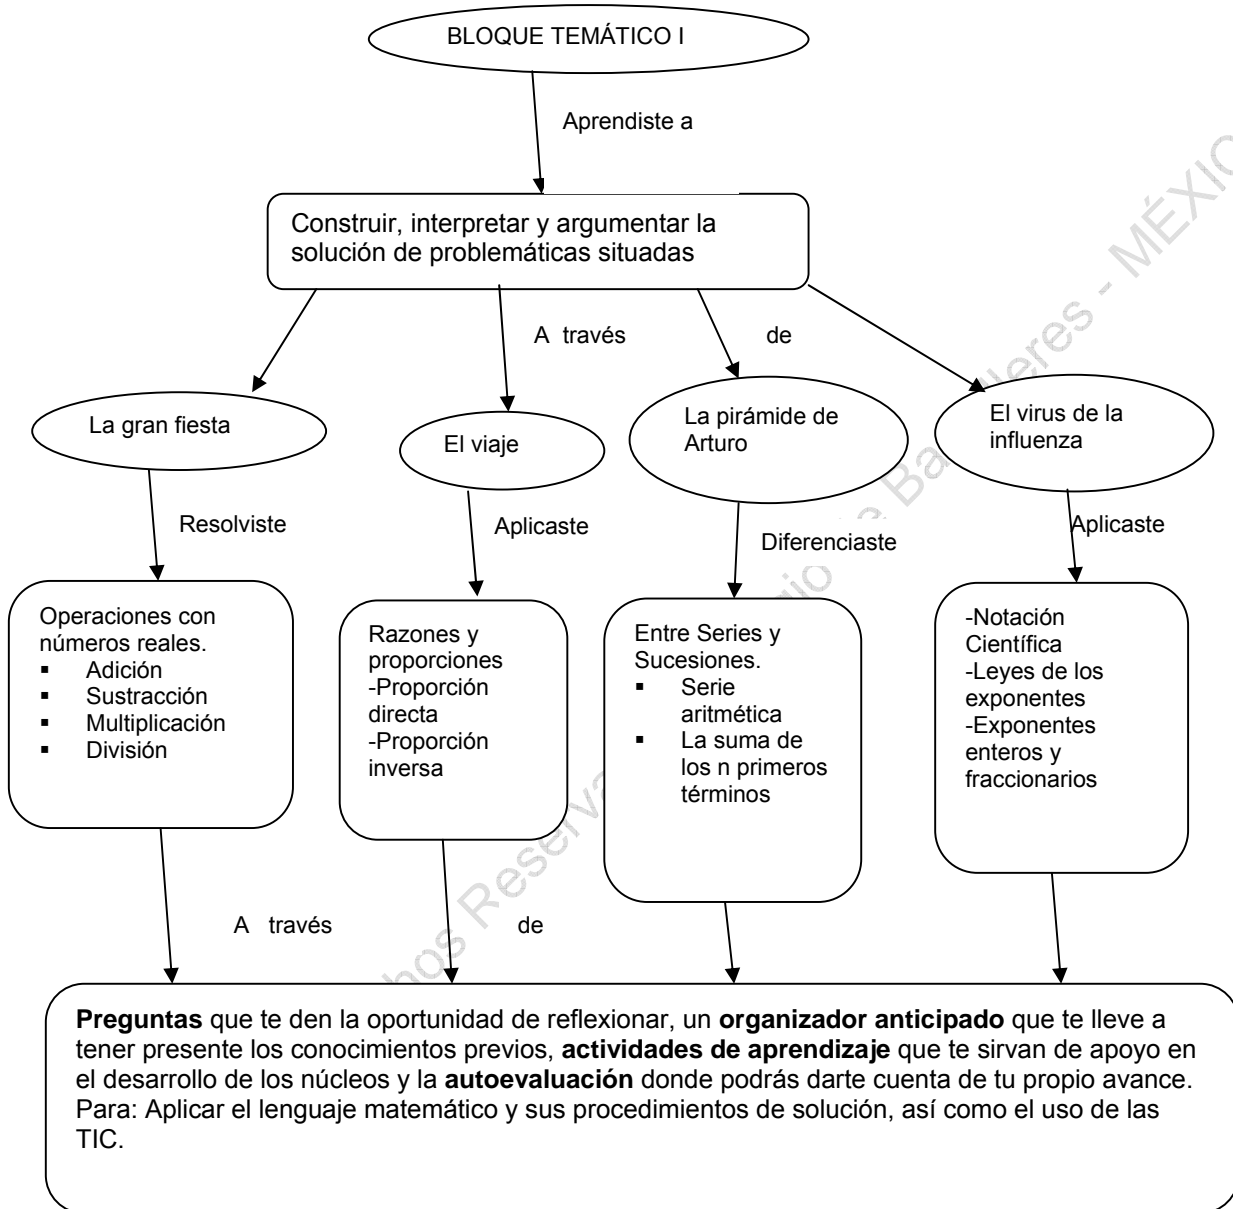 BLOQUE TEMÁTICO I
Aprendiste a
Construir, interpretar y argumentar la
solución de problemáticas situadas
A través de
La gran fiesta
El viaje
La pirámide de
Arturo
El virus de la
influenza
Resolviste
Aplicaste
Diferenciaste
Aplicaste
Operaciones con
números reales.
▪ Adición
▪ Sustracción
▪ Multiplicación
▪ División
Razones y
proporciones
-Proporción
directa
-Proporción
inversa
Entre Series y
Sucesiones.
▪ Serie
aritmética
▪ La suma de
los n primeros
términos
-Notación
Científica
-Leyes de los
exponentes
-Exponentes
enteros y
fraccionarios
A través de
Preguntas que te den la oportunidad de reflexionar, un organizador anticipado que te lleve a
tener presente los conocimientos previos, actividades de aprendizaje que te sirvan de apoyo en
el desarrollo de los núcleos y la autoevaluación donde podrás darte cuenta de tu propio avance.
Para: Aplicar el lenguaje matemático y sus procedimientos de solución, así como el uso de las
TIC.